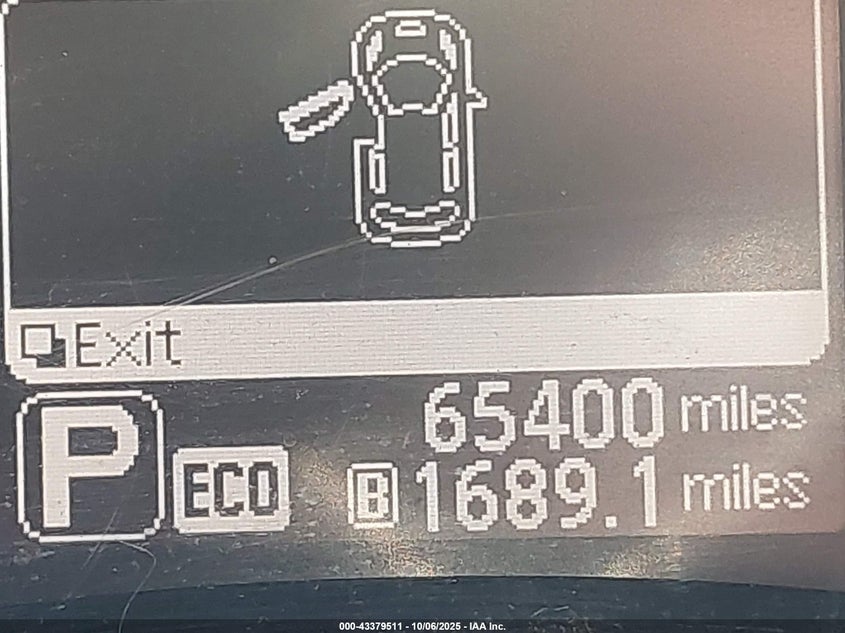 Exit
65400 miles
P ECO B 1689.1 miles
000-43379511 - 10/06/2025 - IAA Inc.